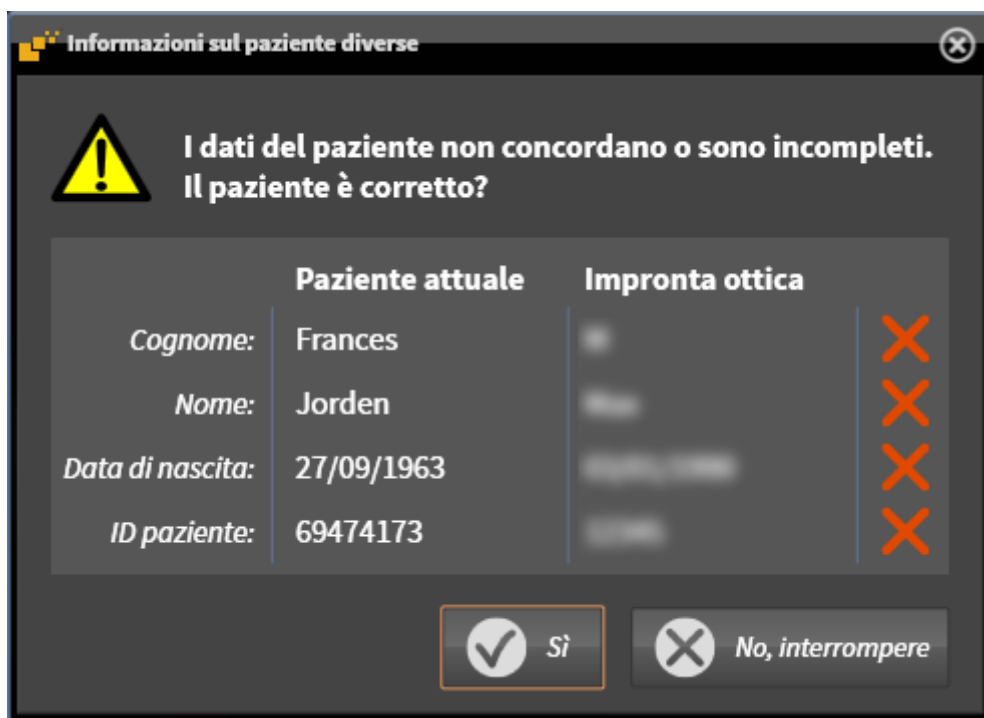 Informazioni sul paziente diverse
I dati del paziente non concordano o sono incompleti.
Il paziente è corretto?
Paziente attuale Impronta ottica
Cognome: Frances
Nome: Jorden
Data di nascita: 27/09/1963
ID paziente: 69474173
Sì No, interrompere